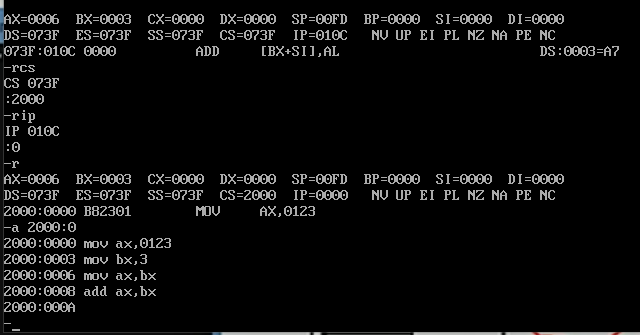 AX=0006  BX=0003  CX=0000  DX=0000  SP=00FD  BP=0000  SI=0000  DI=0000
DS=073F  ES=073F  SS=073F  CS=073F  IP=010C   NV UP EI PL NZ NA PE NC
073F:010C 0000          ADD     [BX+SI],AL                         DS:0003=A7
-rcs
CS 073F
:2000
-rip
IP 010C
:0
-r
AX=0006  BX=0003  CX=0000  DX=0000  SP=00FD  BP=0000  SI=0000  DI=0000
DS=073F  ES=073F  SS=073F  CS=2000  IP=0000   NV UP EI PL NZ NA PE NC
2000:0000 B82301        MOV     AX,0123
-a 2000:0
2000:0000 mov ax,0123
2000:0003 mov bx,3
2000:0006 mov ax,bx
2000:0008 add ax,bx
2000:000A
-_